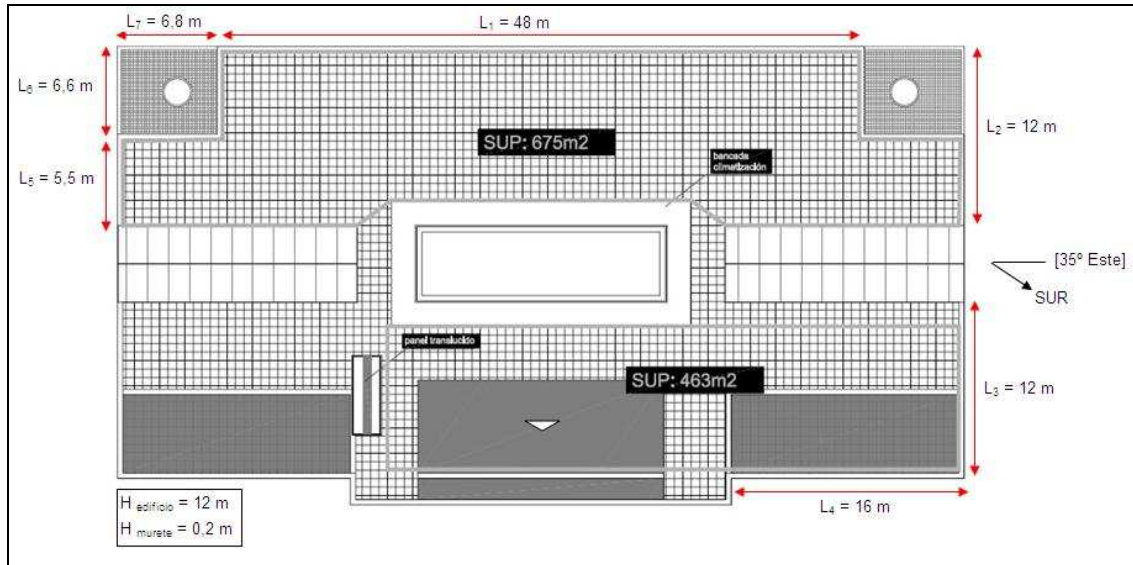 L7 = 6,8 m
L1 = 48 m
L6 = 6,6 m
L2 = 12 m
SUP: 675m2
bancada
climatización
L5 = 5,5 m
[35º Este]
SUR
panel translucido
SUP: 463m2
L3 = 12 m
H edificio = 12 m
H murete = 0,2 m
L4 = 16 m